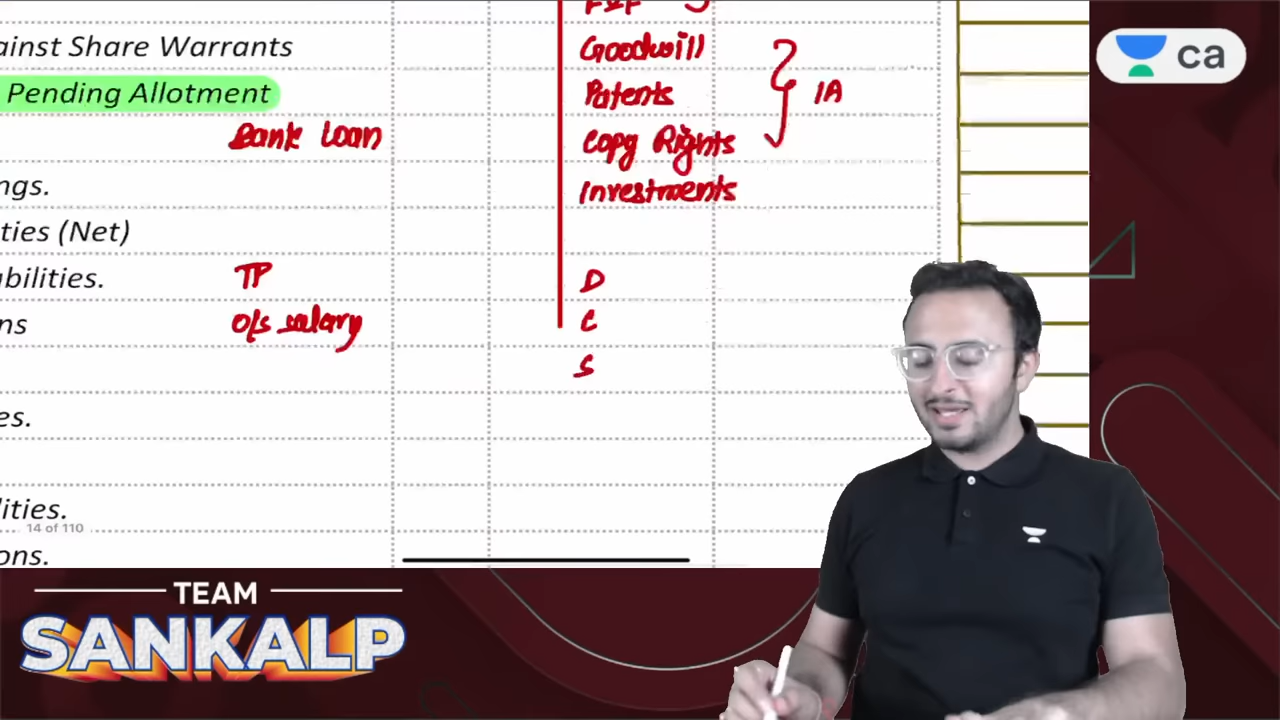 F&F
ainst Share Warrants
Goodwill
Pending Allotment
Patents
IA
Bank Loan
Copy Rights
ngs.
Investments
ties (Net)
abilities.
TP
D
ns
O/s salary
C
S
es.
lities.
14 of 110
ons.
ca
TEAM
SANKALP